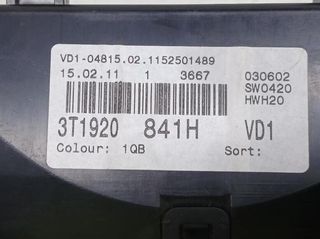 VD1-04815.02.1152501489
15.02.11 1 3667 030602
SW0420
HWH20
3T1920 841H VD1
Colour: 1QB Sort: